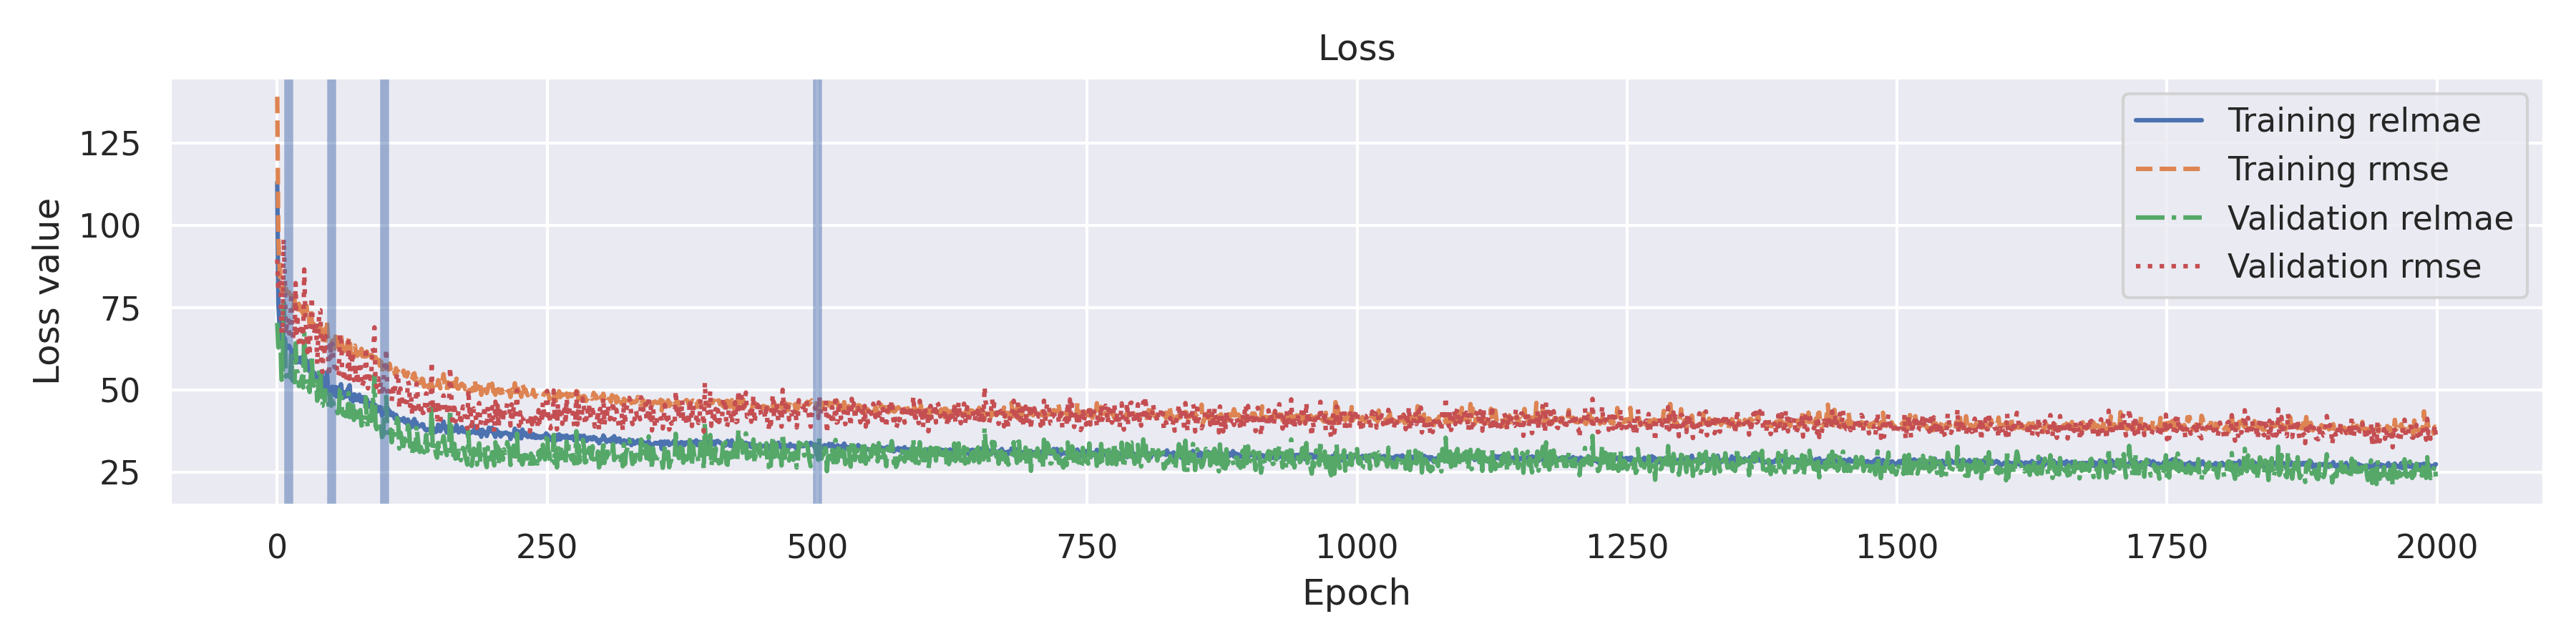 Loss
Loss value
125
100
75
50
25
0 250 500 750 1000 1250 1500 1750 2000
Epoch
Training relmae
Training rmse
Validation relmae
Validation rmse